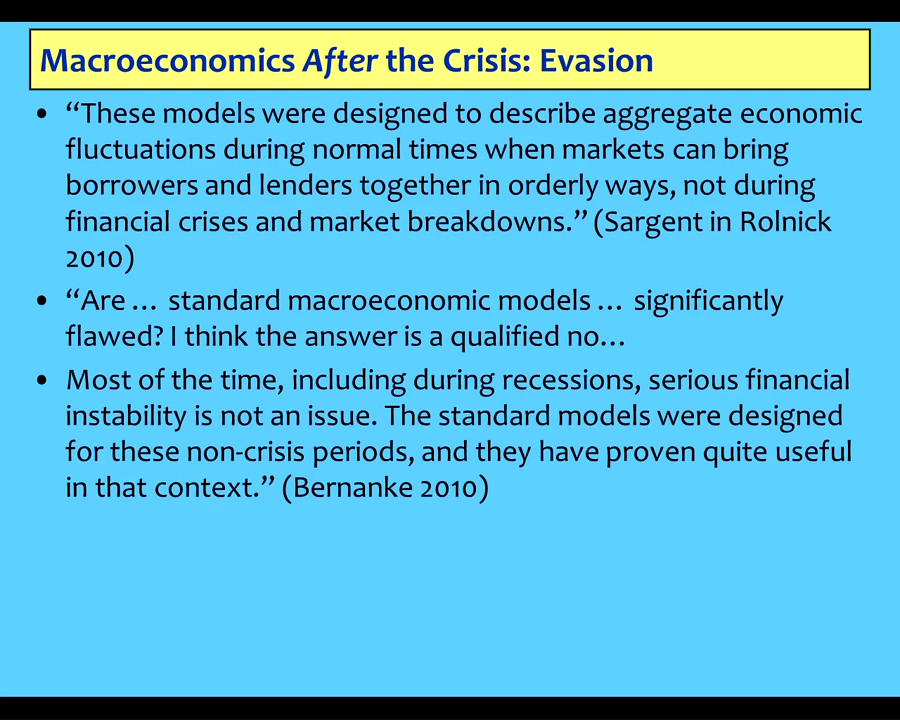 Macroeconomics After the Crisis: Evasion
• “These models were designed to describe aggregate economic
fluctuations during normal times when markets can bring
borrowers and lenders together in orderly ways, not during
financial crises and market breakdowns.” (Sargent in Rolnick
2010)
• “Are … standard macroeconomic models … significantly
flawed? I think the answer is a qualified no…
• Most of the time, including during recessions, serious financial
instability is not an issue. The standard models were designed
for these non-crisis periods, and they have proven quite useful
in that context.” (Bernanke 2010)